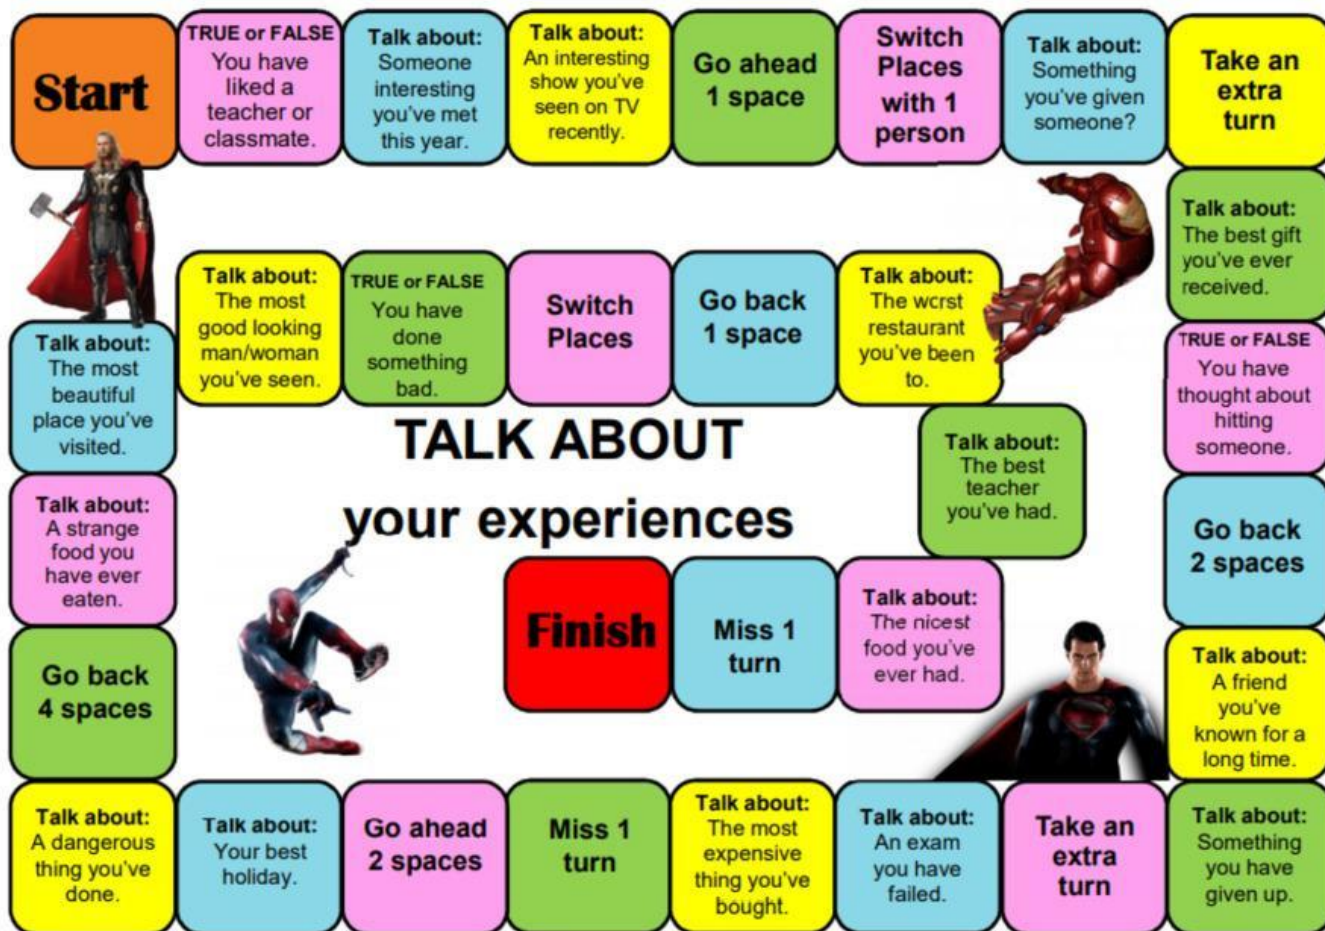 Start
TRUE or FALSE
You have
liked a
teacher or
classmate.
Talk about:
Someone
interesting
you've met
this year.
Talk about:
An interesting
show you've
seen on TV
recently.
Go ahead
1 space
Switch
Places
with 1
person
Talk about:
Something
you've given
someone?
Take an
extra
turn
Talk about:
The best gift
you've ever
received.
TRUE or FALSE
You have
thought about
hitting
someone.
Go back
2 spaces
Talk about:
A friend
you've
known for a
long time.
Talk about:
Something
you have
given up.
Take an
extra
turn
Talk about:
An exam
you have
failed.
Talk about:
The most
expensive
thing you've
bought.
Miss 1
turn
Go ahead
2 spaces
Talk about:
Your best
holiday.
Talk about:
A dangerous
thing you've
done.
Go back
4 spaces
Talk about:
A strange
food you
have ever
eaten.
Talk about:
The most
beautiful
place you've
visited.
Talk about:
The most
good looking
man/woman
you've seen.
TRUE or FALSE
You have
done
something
bad.
Switch
Places
Go back
1 space
Talk about:
The worst
restaurant
you've been
to.
Talk about:
The best
teacher
you've had.
Talk about:
The nicest
food you've
ever had.
Miss 1
turn
Finish
TALK ABOUT
your experiences